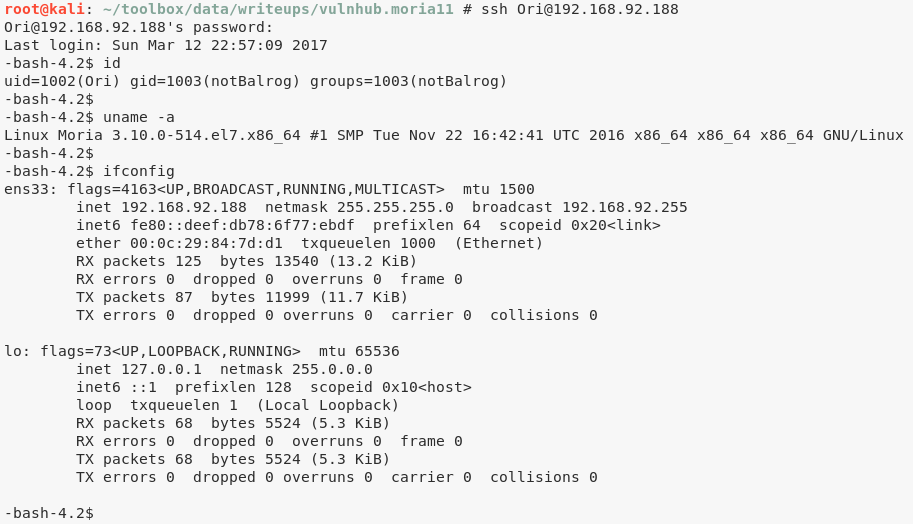 root@kali: ~/toolbox/data/writeups/vulnhub.moria11 # ssh Ori@192.168.92.188
Ori@192.168.92.188's password:
Last login: Sun Mar 12 22:57:09 2017
-bash-4.2$ id
uid=1002(Ori) gid=1003(notBalrog) groups=1003(notBalrog)
-bash-4.2$
-bash-4.2$ uname -a
Linux Moria 3.10.0-514.el7.x86_64 #1 SMP Tue Nov 22 16:42:41 UTC 2016 x86_64 x86_64 x86_64 GNU/Linux
-bash-4.2$
-bash-4.2$ ifconfig
ens33: flags=4163<UP,BROADCAST,RUNNING,MULTICAST>  mtu 1500
        inet 192.168.92.188  netmask 255.255.255.0  broadcast 192.168.92.255
        inet6 fe80::deef:db78:6f77:ebdf  prefixlen 64  scopeid 0x20<link>
        ether 00:0c:29:84:7d:d1  txqueuelen 1000  (Ethernet)
        RX packets 125  bytes 13540 (13.2 KiB)
        RX errors 0  dropped 0  overruns 0  frame 0
        TX packets 87  bytes 11999 (11.7 KiB)
        TX errors 0  dropped 0 overruns 0  carrier 0  collisions 0

lo: flags=73<UP,LOOPBACK,RUNNING>  mtu 65536
        inet 127.0.0.1  netmask 255.0.0.0
        inet6 ::1  prefixlen 128  scopeid 0x10<host>
        loop  txqueuelen 1  (Local Loopback)
        RX packets 68  bytes 5524 (5.3 KiB)
        RX errors 0  dropped 0  overruns 0  frame 0
        TX packets 68  bytes 5524 (5.3 KiB)
        TX errors 0  dropped 0 overruns 0  carrier 0  collisions 0

-bash-4.2$